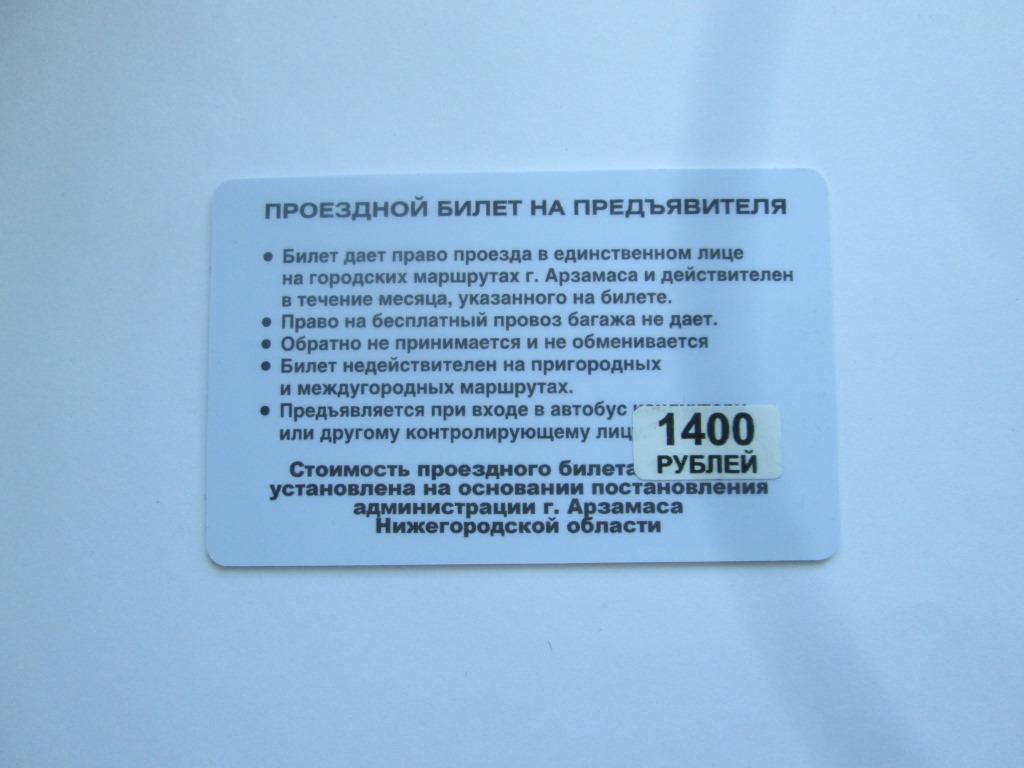 ПРОЕЗДНОЙ БИЛЕТ НА ПРЕДЪЯВИТЕЛЯ
• Билет дает право проезда в единственном лице
на городских маршрутах г. Арзамаса и действителен
в течение месяца, указанного на билете.
• Право на бесплатный провоз багажа не дает.
• Обратно не принимается и не обменивается
• Билет недействителен на пригородных
и междугородных маршрутах.
• Предъявляется при входе в автобус
или другому контролирующему
1400
РУБЛЕЙ
Стоимость проездного билета
установлена на основании постановления
администрации г. Арзамаса
Нижегородской области